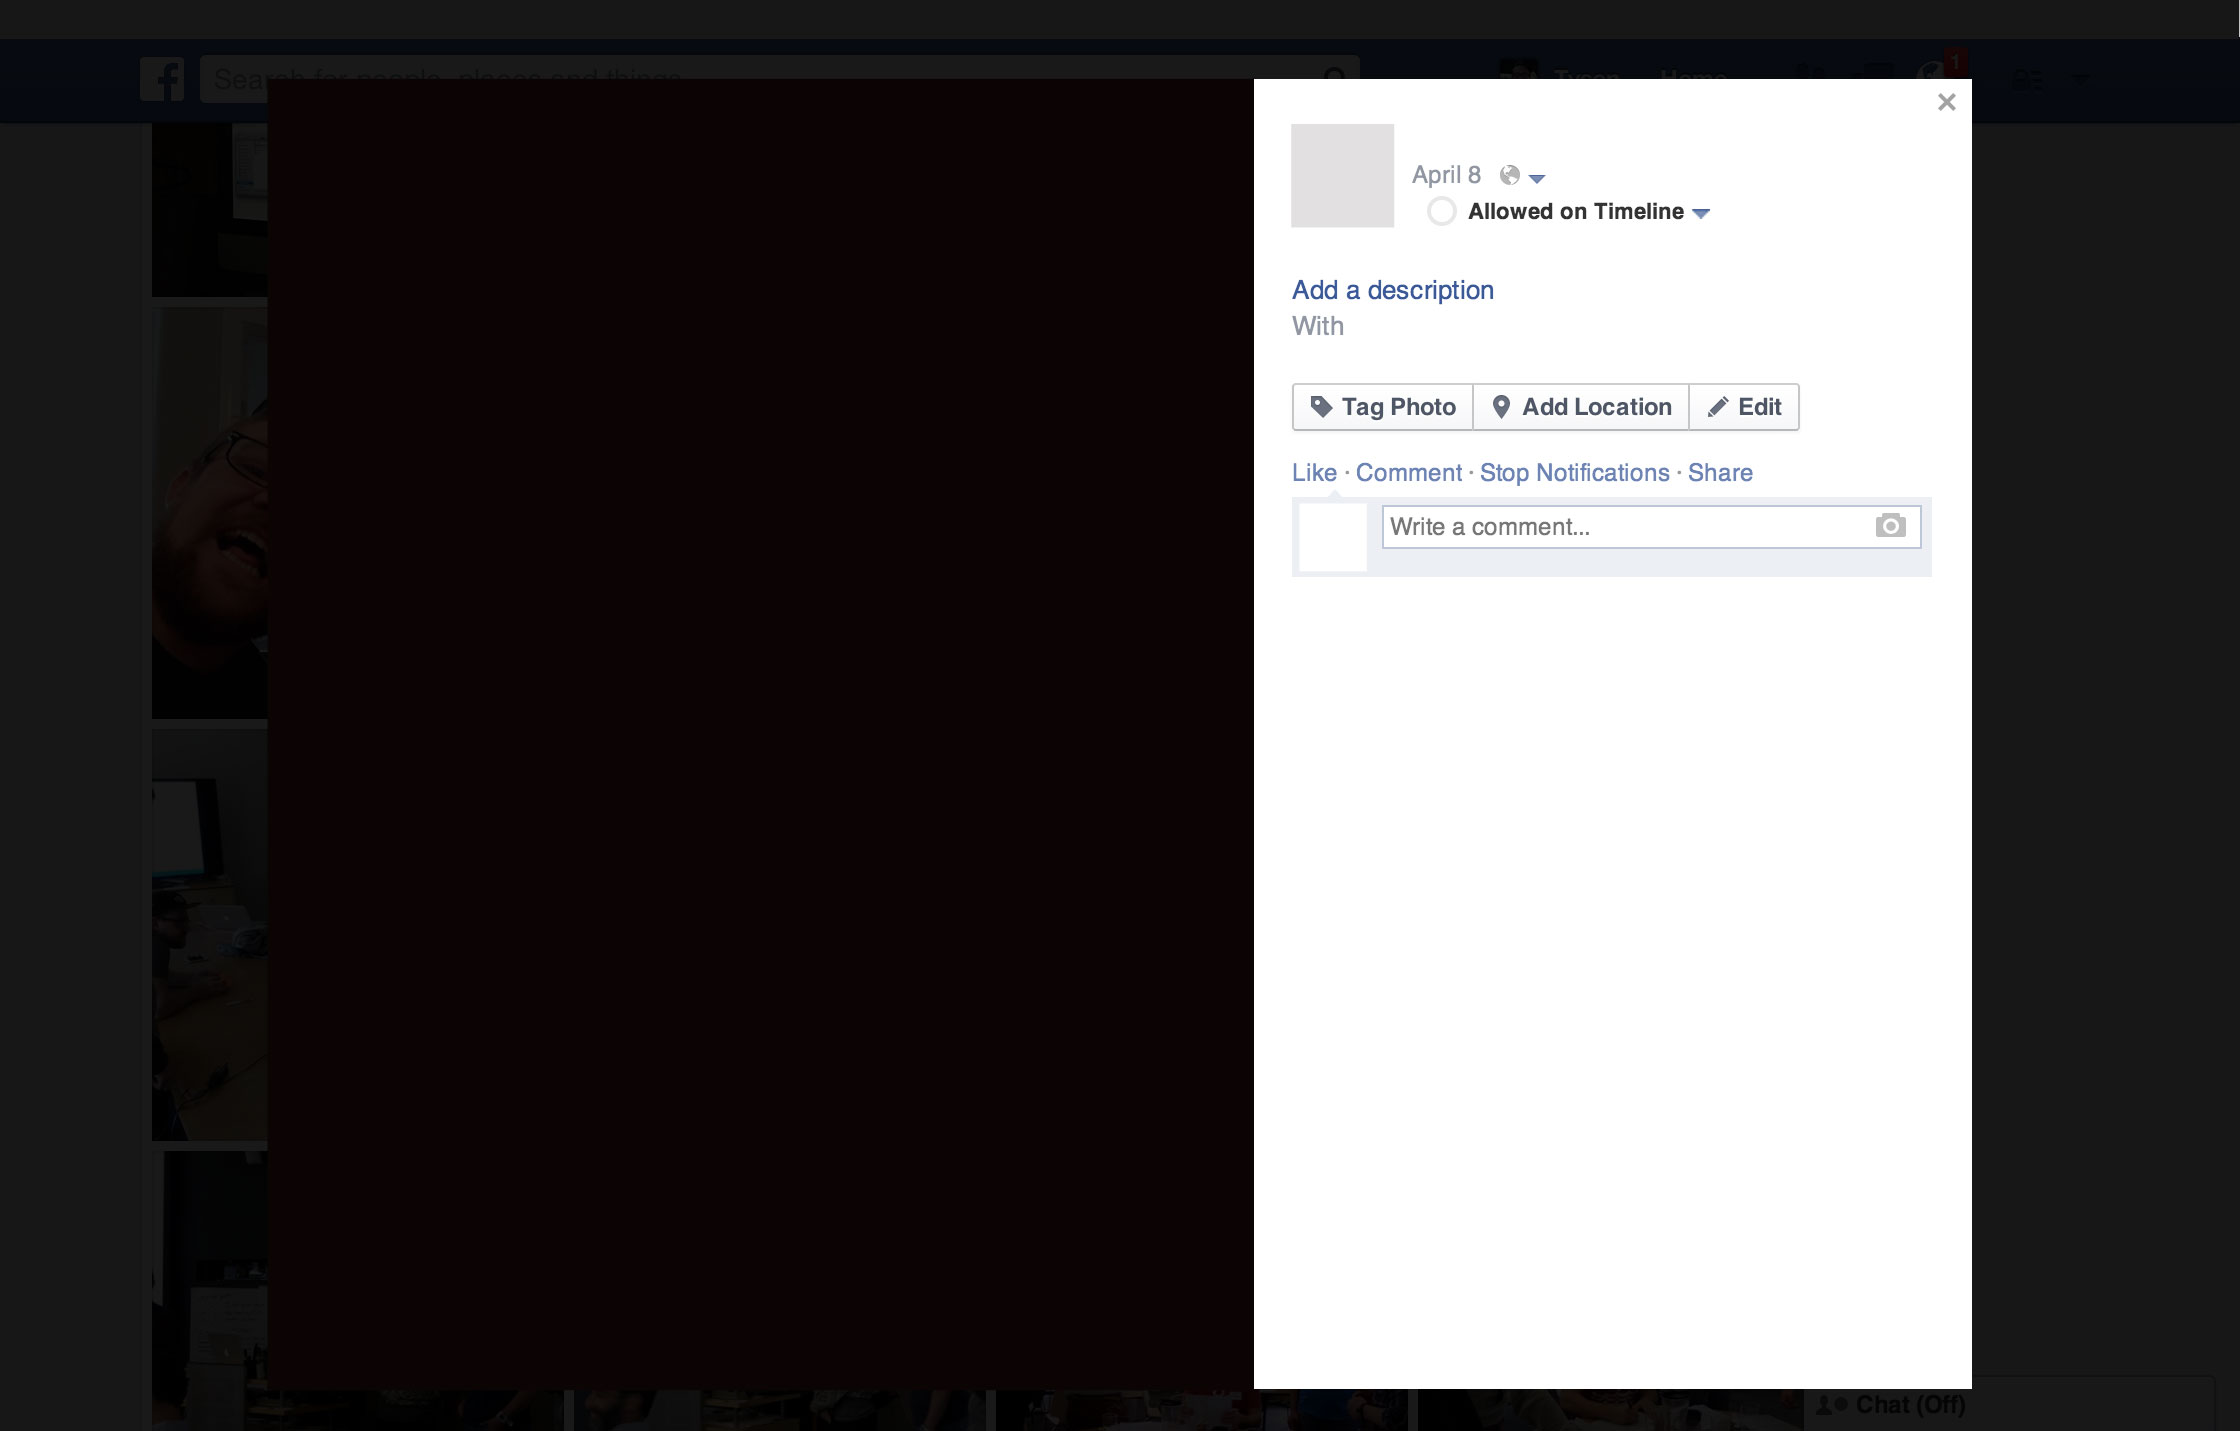 f Search for people, places and things
Tyson Home 1
April 8
Allowed on Timeline
Add a description
With
Tag Photo Add Location Edit
Like · Comment · Stop Notifications · Share
Write a comment...
Chat (Off)